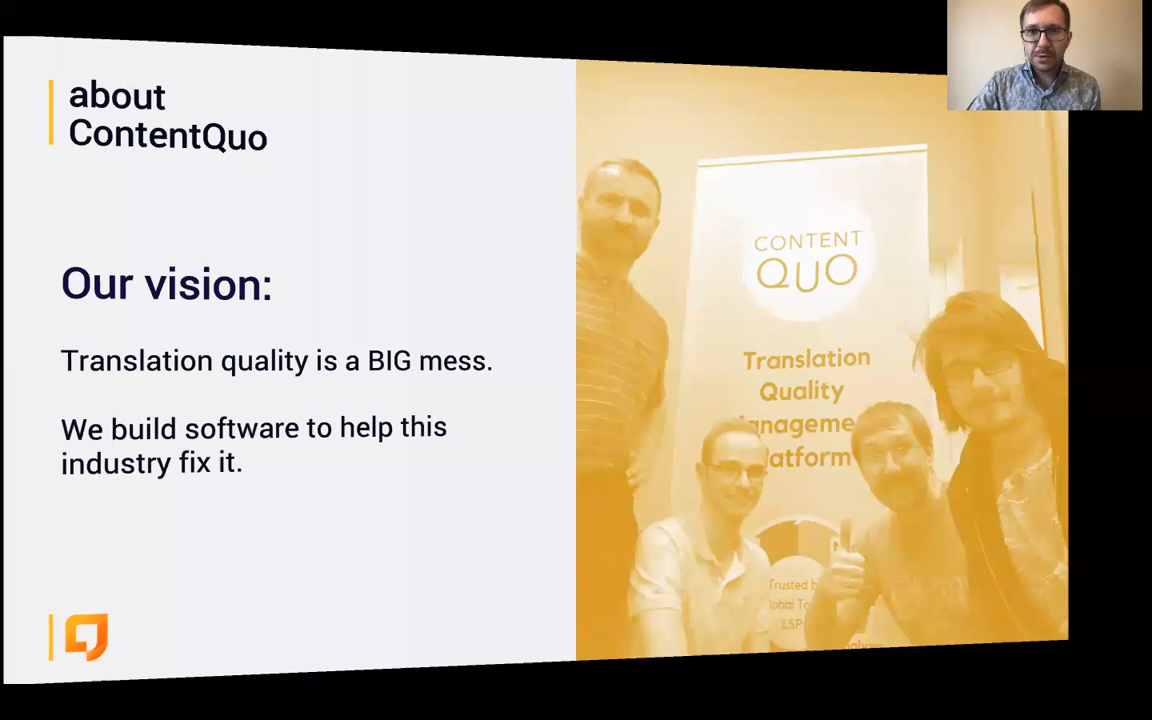 about
ContentQuo
Our vision:
Translation quality is a BIG mess.
We build software to help this
industry fix it.
CONTENT
QUO
Translation
Quality
anageme
atform
Trusted b
lobal To
LSP